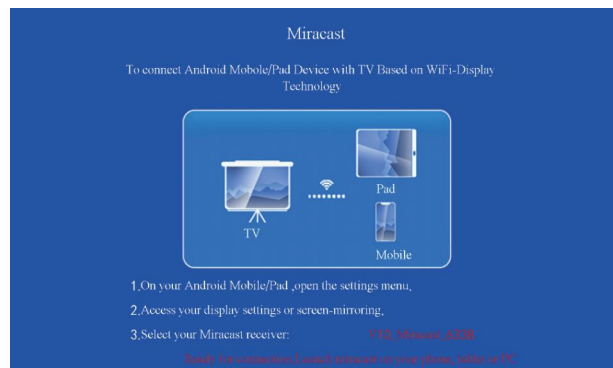 Miracast
To connect Android Mobole/Pad Device with TV Based on WiFi-Display
Technology
Pad
TV
Mobile
1.On your Android Mobile/Pad ,open the settings menu,
2.Access your display settings or screen-mirroring,
3.Select your Miracast receiver: